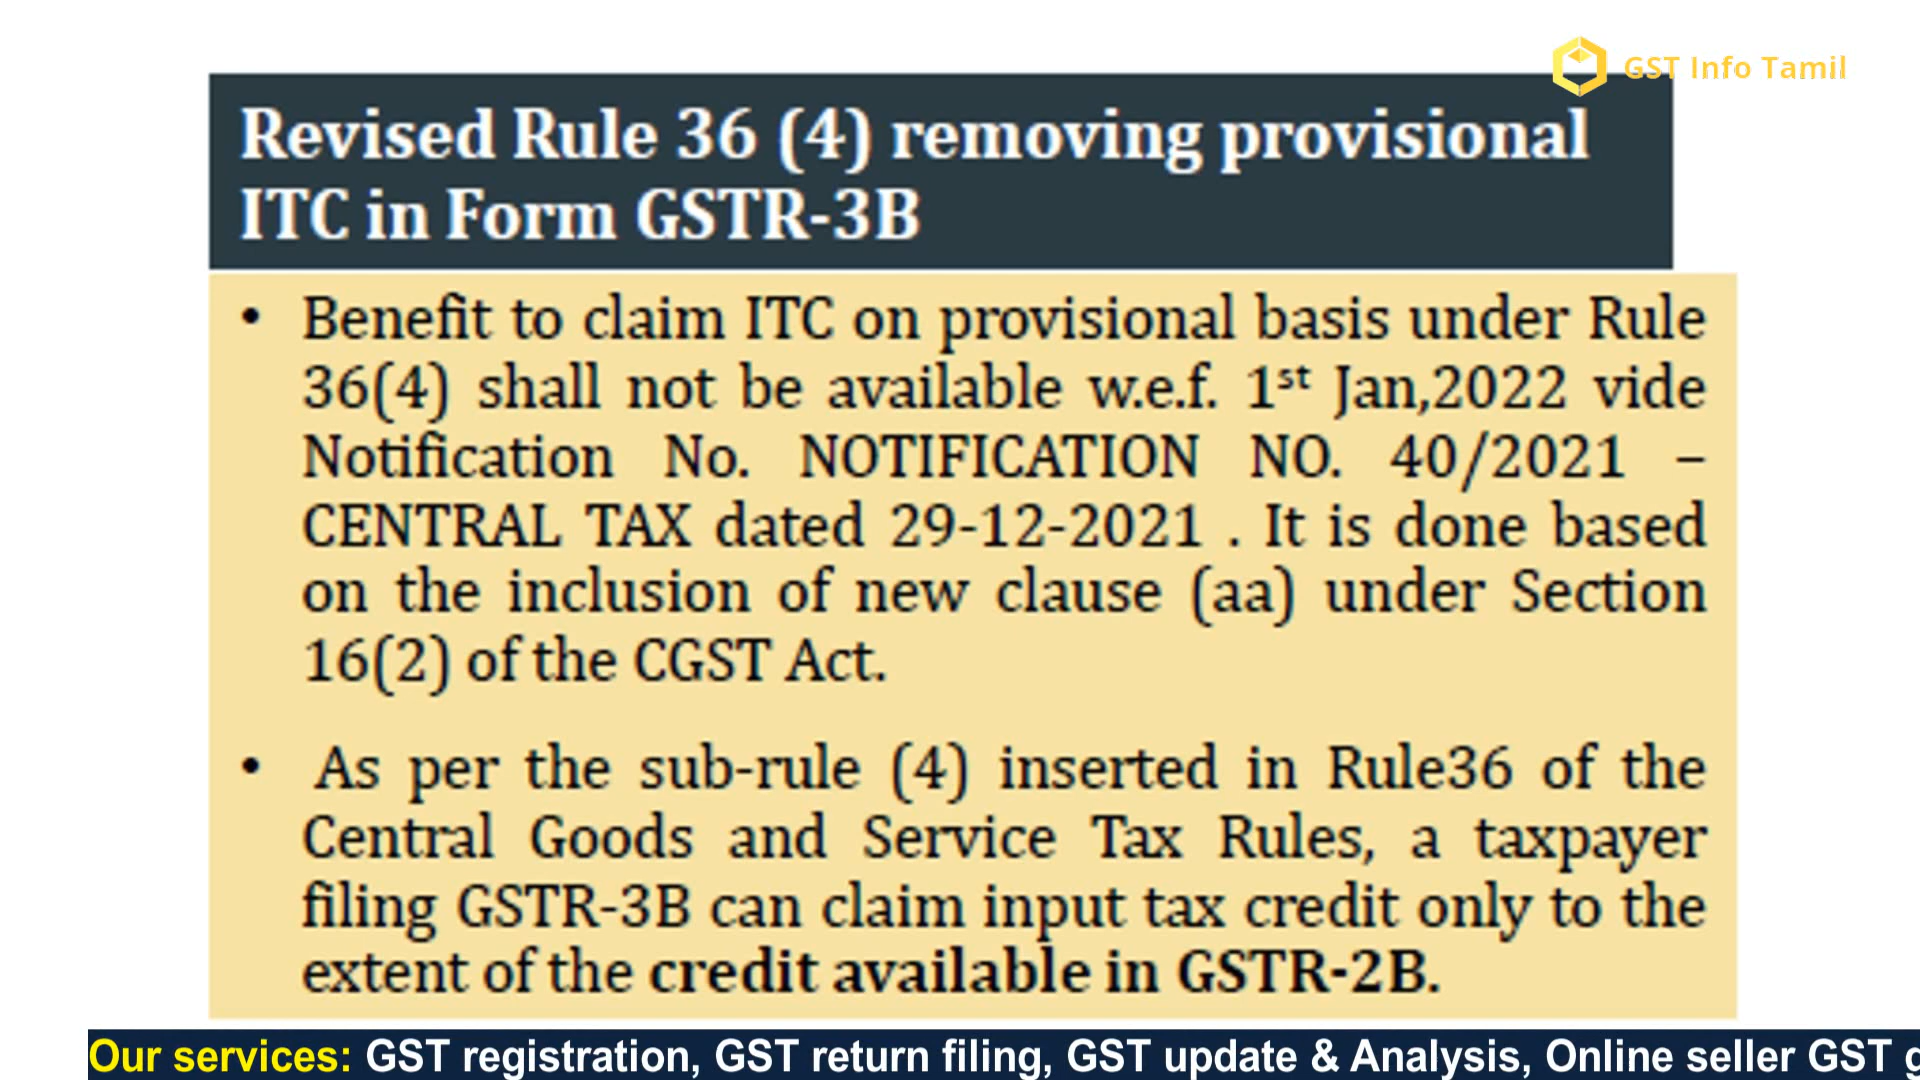 GST Info Tamil
Revised Rule 36 (4) removing provisional
ITC in Form GSTR-3B
• Benefit to claim ITC on provisional basis under Rule
36(4) shall not be available w.e.f. 1st Jan,2022 vide
Notification No. NOTIFICATION NO. 40/2021 –
CENTRAL TAX dated 29-12-2021 . It is done based
on the inclusion of new clause (aa) under Section
16(2) of the CGST Act.
• As per the sub-rule (4) inserted in Rule36 of the
Central Goods and Service Tax Rules, a taxpayer
filing GSTR-3B can claim input tax credit only to the
extent of the credit available in GSTR-2B.
Our services: GST registration, GST return filing, GST update & Analysis, Online seller GST